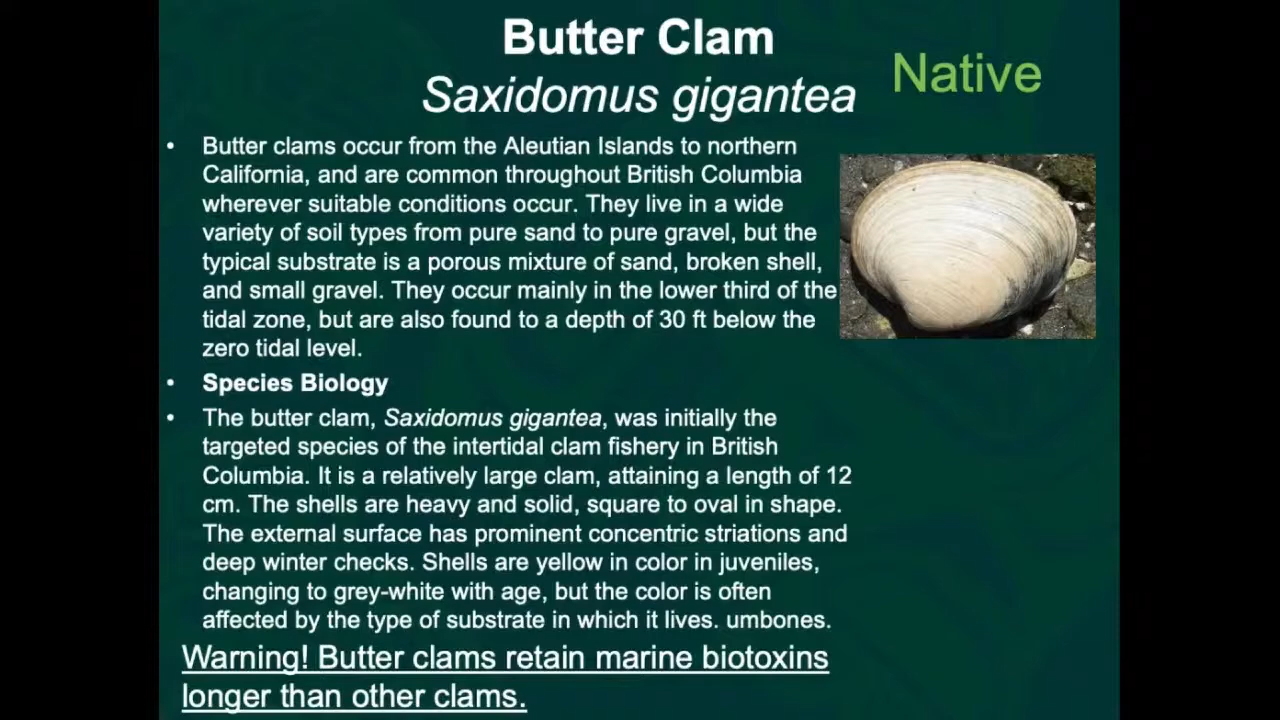 Butter Clam
Saxidomus gigantea
Native
• Butter clams occur from the Aleutian Islands to northern
California, and are common throughout British Columbia
wherever suitable conditions occur. They live in a wide
variety of soil types from pure sand to pure gravel, but the
typical substrate is a porous mixture of sand, broken shell,
and small gravel. They occur mainly in the lower third of the
tidal zone, but are also found to a depth of 30 ft below the
zero tidal level.
• Species Biology
• The butter clam, Saxidomus gigantea, was initially the
targeted species of the intertidal clam fishery in British
Columbia. It is a relatively large clam, attaining a length of 12
cm. The shells are heavy and solid, square to oval in shape.
The external surface has prominent concentric striations and
deep winter checks. Shells are yellow in color in juveniles,
changing to grey-white with age, but the color is often
affected by the type of substrate in which it lives. umbones.
Warning! Butter clams retain marine biotoxins
longer than other clams.